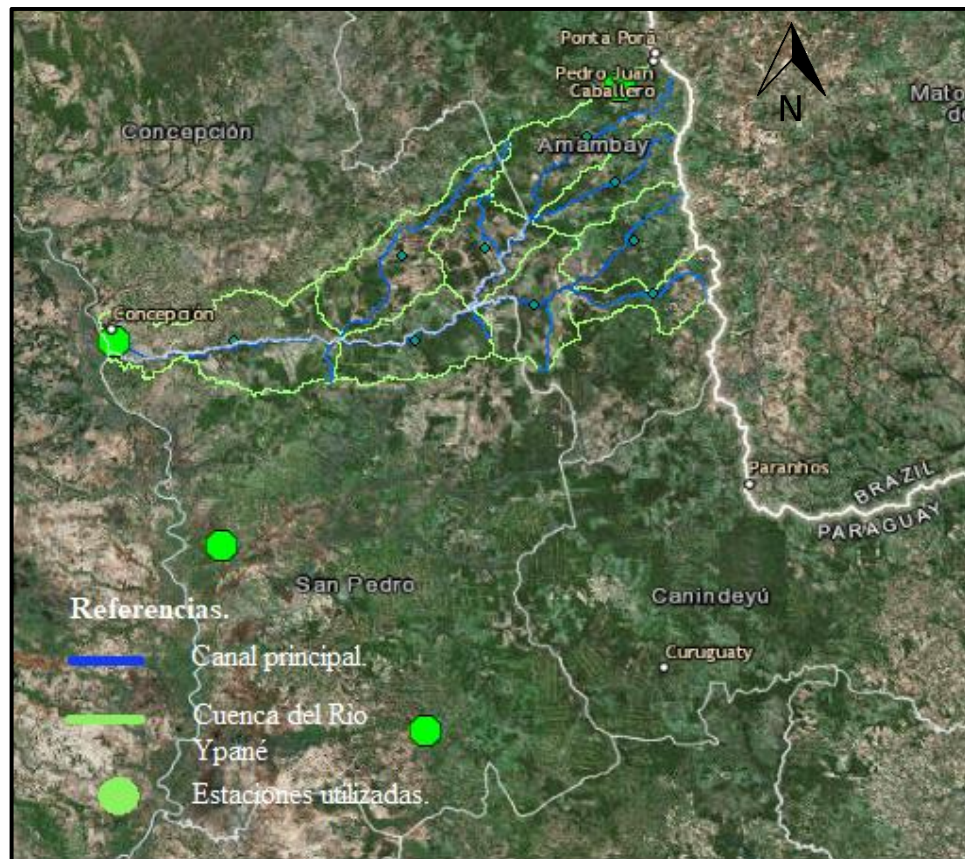 Ponta Porã
Pedro Juan
Caballero
N
Mato
Concepción
Amambay
Concepción
Paranhos
BRAZIL
PARAGUAY
San Pedro
Canindeyú
Referencias.
Curuguaty
Canal principal.
Cuenca del Rio
Ypané
Estaciones utilizadas.